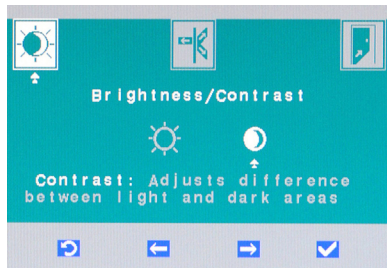 Brightness/Contrast
Contrast: Adjusts difference
between light and dark areas